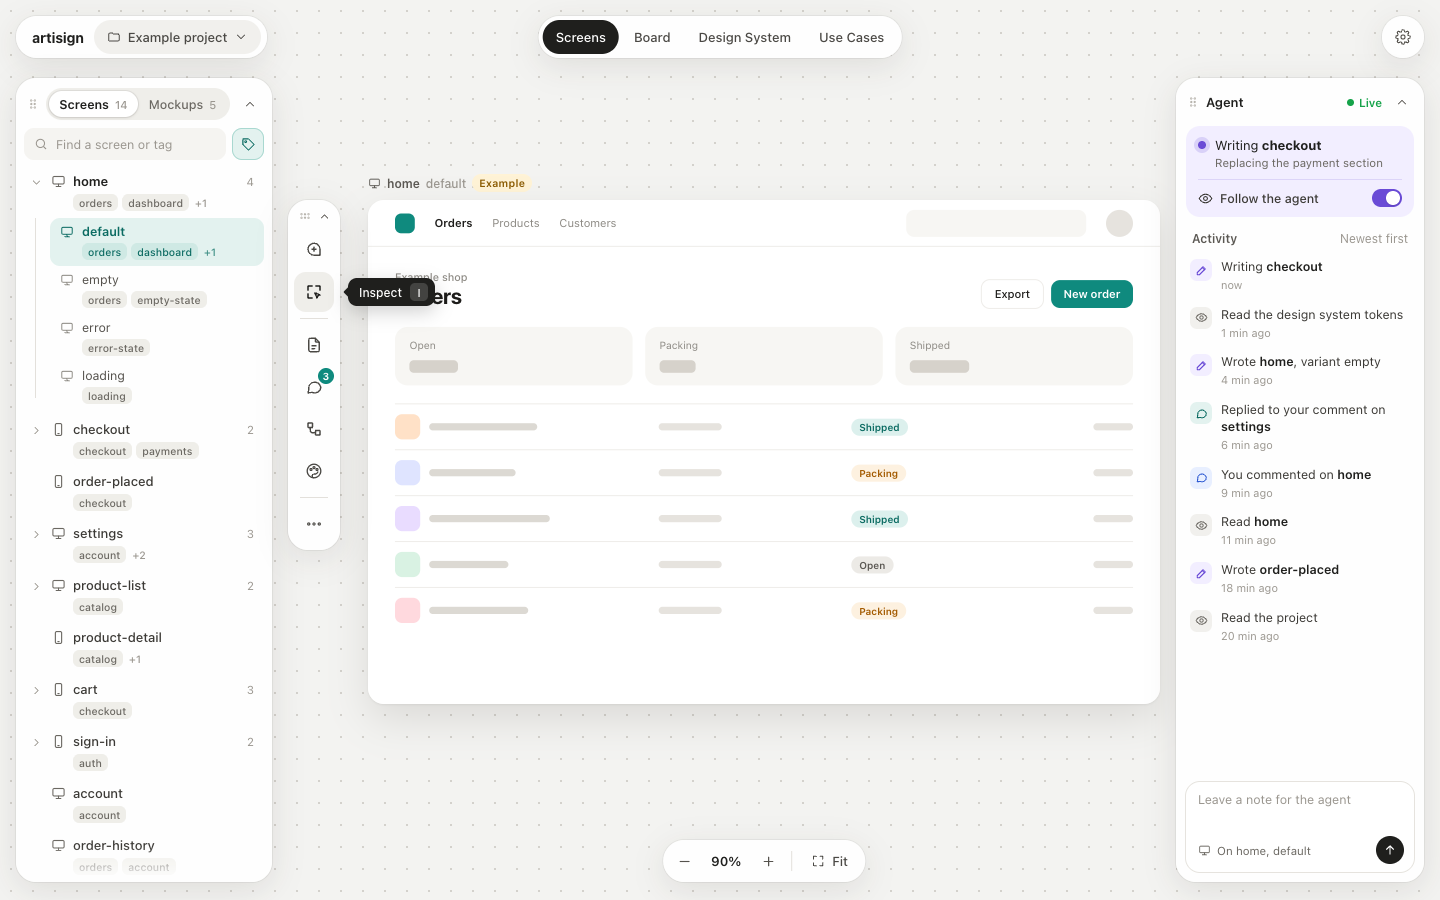 artisign
Example project
Screens
Board
Design System
Use Cases
Screens 14
Mockups 5
Find a screen or tag
home 4
orders dashboard +1
default
orders dashboard +1
empty
orders empty-state
error
error-state
loading
loading
checkout 2
checkout payments
order-placed
checkout
settings 3
account +2
product-list 2
catalog
product-detail
catalog +1
cart 3
checkout
sign-in 2
auth
account
account
order-history
orders account
3
Inspect I
home default Example
Orders Products Customers
Example shop
ers
Export
New order
Open
Packing
Shipped
Shipped
Packing
Shipped
Open
Packing
90%
Fit
Agent
Live
Writing checkout
Replacing the payment section
Follow the agent
Activity
Newest first
Writing checkout
now
Read the design system tokens
1 min ago
Wrote home, variant empty
4 min ago
Replied to your comment on
settings
6 min ago
You commented on home
9 min ago
Read home
11 min ago
Wrote order-placed
18 min ago
Read the project
20 min ago
Leave a note for the agent
On home, default